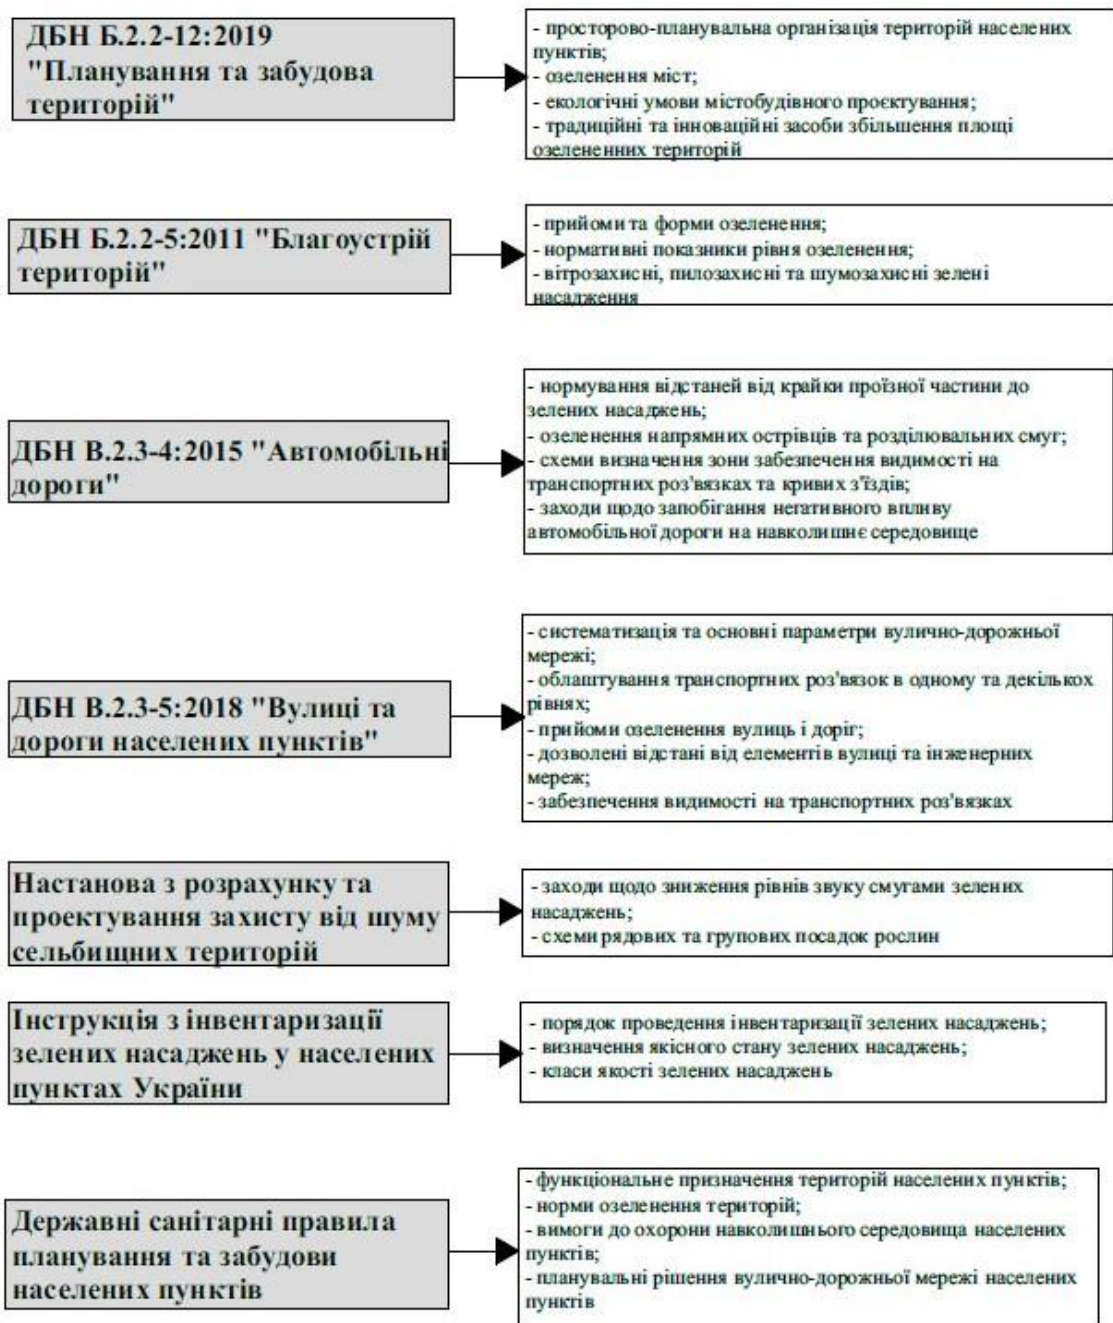 ДБН Б.2.2-12:2019
"Планування та забудова
територій"
- просторово-планувальна організація територій населених
пунктів;
- озеленення міст;
- екологічні умови містобудівного проєктування;
- традиційні та інноваційні засоби збільшення площі
озелененних територій
ДБН Б.2.2-5:2011 "Благоустрій
територій"
- прийоми та форми озеленення;
- нормативні показники рівня озеленення;
- вітрозахисні, пилозахисні та шумозахисні зелені
насадження
ДБН В.2.3-4:2015 "Автомобільні
дороги"
- нормування відстаней від крайки проїзної частини до
зелених насаджень;
- озеленення напрямних острівців та розділювальних смуг;
- схеми визначення зони забезпечення видимості на
транспортних роз'язках та кривих з'їздів;
- заходи щодо запобігання негативного впливу
автомобільної дороги на навколишнє середовище
ДБН В.2.3-5:2018 "Вулиці та
дороги населених пунктів"
- систематизація та основні параметри вулично-дорожньої
мережі;
- облаштування транспортних роз'язок в одному та декількох
рівнях;
- прийоми озеленення вулиць і доріг;
- дозволені відстані від елементів вулиці та інженерних
мереж;
- забезпечення видимості на транспортних роз'язках
Настанова з розрахунку та
проектування захисту від шуму
сельбищних територій
- заходи щодо зниження рівнів звуку смугами зелених
насаджень;
- схеми рядових та групових посадок рослин
Інструкція з інвентаризації
зелених насаджень у населених
пунктах України
- порядок проведення інвентаризації зелених насаджень;
- визначення якісного стану зелених насаджень;
- класи якості зелених насаджень
Державні санітарні правила
планування та забудови
населених пунктів
- функціональне призначення територій населених пунктів;
- норми озеленення територій;
- вимоги до охорони навколишнього середовища населених
пунктів;
- планувальні рішення вулично-дорожньої мережі населених
пунктів